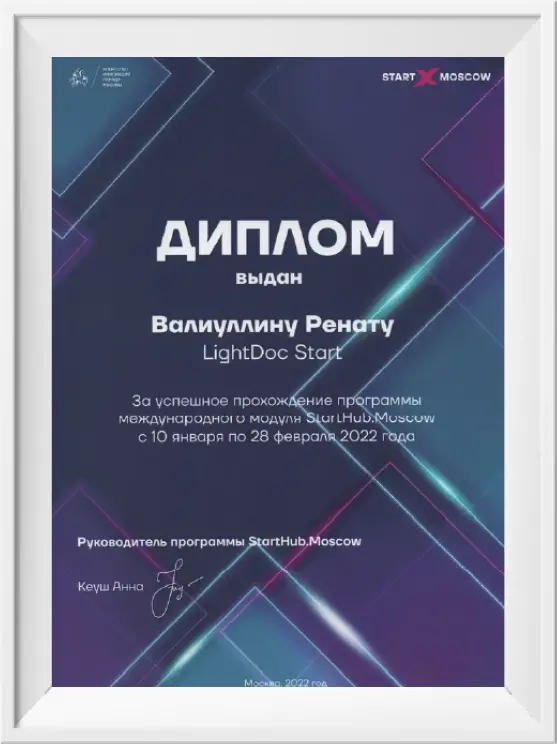 START X MOSCOW
ДИПЛОМ
выдан
Валиуллину Ренату
LightDoc Start
За успешное прохождение программы
международного модуля StartHub.Moscow
с 10 января по 28 февраля 2022 года
Руководитель программы StartHub.Moscow
Кеуш Анна
Москва, 2022 год